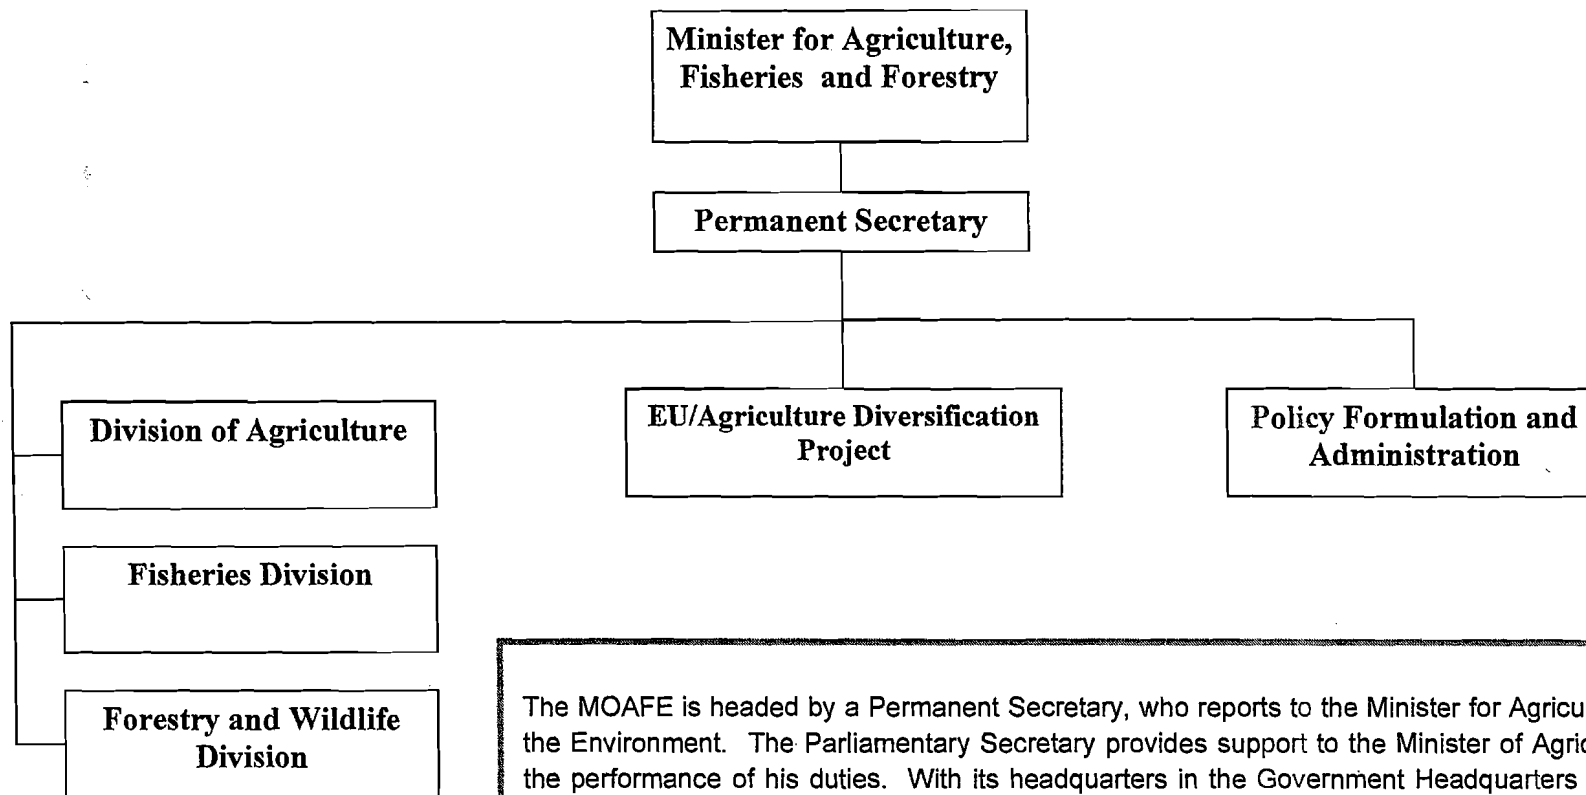 Minister for Agriculture,
Fisheries and Forestry
Permanent Secretary
Division of Agriculture
EU/Agriculture Diversification
Project
Policy Formulation and
Administration
Fisheries Division
Forestry and Wildlife
Division
The MOAFE is headed by a Permanent Secretary, who reports to the Minister for
the Environment. The Parliamentary Secretary provides support to the Minister of
the performance of his duties. With its headquarters in the Government Headquarters